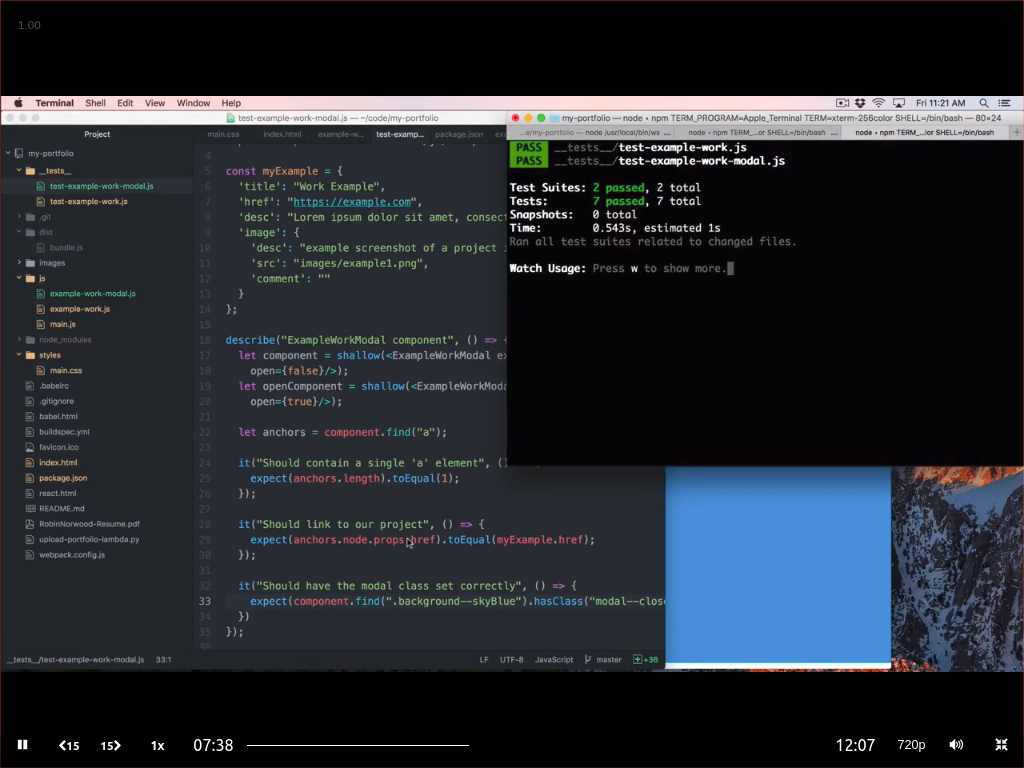 1.00
Terminal Shell Edit View Window Help
Fri 11:21 AM
test-example-work-modal.js — ~/code/my-portfolio
my-portfolio — node • npm TERM_PROGRAM=Apple_Terminal TERM=xterm-256color SHELL=/bin/bash — 80×24
...e/my-portfolio — node /usr/local/bin/ws ...
node • npm TERM_...or SHELL=/bin/bash ...
node • npm TERM_...lor SHELL=/bin/bash
+
Project
main.css
index.html
example-w...
test-examp...
package.json
exa
my-portfolio
__tests__
test-example-work-modal.js
test-example-work.js
.git
dist
bundle.js
images
js
example-work-modal.js
example-work.js
main.js
node_modules
styles
main.css
.babelrc
.gitignore
babel.html
buildspec.yml
favicon.ico
index.html
package.json
react.html
README.md
RobinNorwood-Resume.pdf
upload-portfolio-lambda.py
webpack.config.js
4
5 const myExample = {
6 'title': "Work Example",
7 'href': "https://example.com",
8 'desc': "Lorem ipsum dolor sit amet, consect
9 'image': {
10 'desc': "example screenshot of a project
11 'src': "images/example1.png",
12 'comment': ""
13 }
14 };
15
16 describe("ExampleWorkModal component", () => {
17 let component = shallow(<ExampleWorkModal ex
18 open={false}/>);
19 let openComponent = shallow(<ExampleWorkModa
20 open={true}/>);
21
22 let anchors = component.find("a");
23
24 it("Should contain a single 'a' element", ()
25 expect(anchors.length).toEqual(1);
26 });
27
28 it("Should link to our project", () => {
29 expect(anchors.node.props.href).toEqual(myExample.href);
30 });
31
32 it("Should have the modal class set correctly", () => {
33 expect(component.find(".background--skyBlue").hasClass("modal--close
34 })
35 });
36
PASS __tests__/test-example-work.js
PASS __tests__/test-example-work-modal.js
Test Suites: 2 passed, 2 total
Tests: 7 passed, 7 total
Snapshots: 0 total
Time: 0.543s, estimated 1s
Ran all test suites related to changed files.
Watch Usage: Press w to show more.
__tests__/test-example-work-modal.js 33:1
LF UTF-8 JavaScript master +36
15 15 1x 07:38 12:07 720p